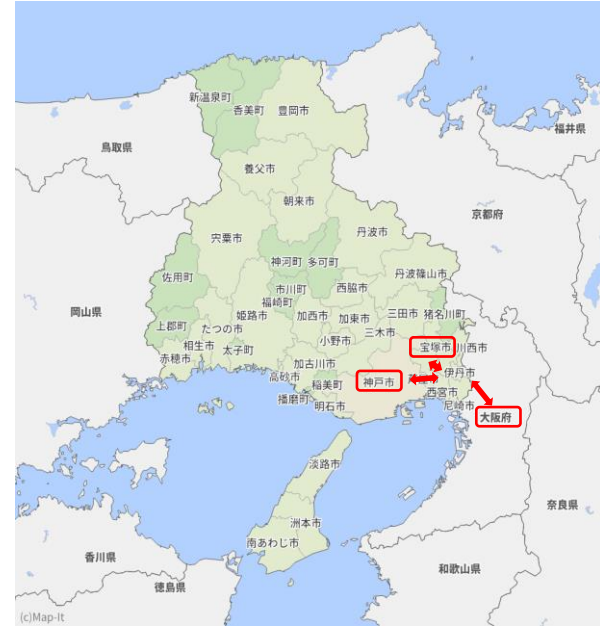 新温泉町
香美町
豊岡市
福井県
鳥取県
養父市
朝来市
京都府
宍粟市
丹波市
神河町
多可町
丹波篠山市
佐用町
市川町
西脇市
岡山県
福崎町
上郡町
たつの市
姫路市
加西市
加東市
三田市
猪名川町
三木市
相生市
太子町
小野市
宝塚市
川西市
赤穂市
加古川市
伊丹市
高砂市
稲美町
神戸市
西宮市
播磨町
明石市
尼崎市
大阪府
淡路市
奈良県
洲本市
南あわじ市
香川県
和歌山県
徳島県
(c)Map-It